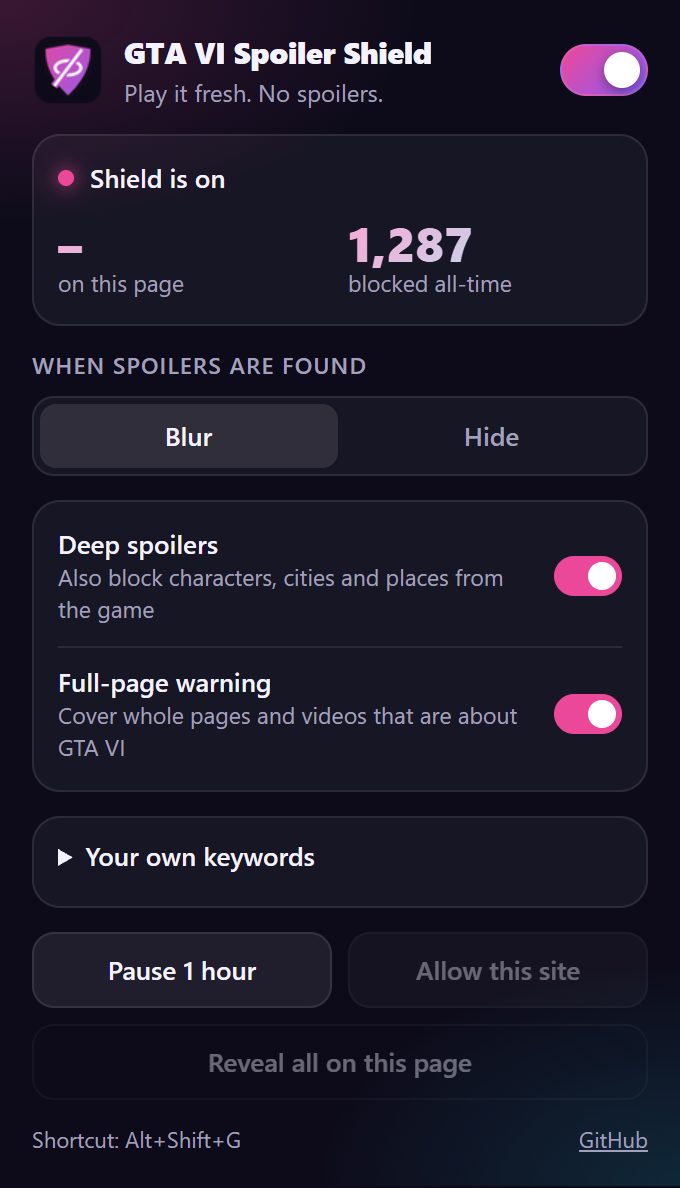 GTA VI Spoiler Shield
Play it fresh. No spoilers.
Shield is on
–
on this page
1,287
blocked all-time
WHEN SPOILERS ARE FOUND
Blur
Hide
Deep spoilers
Also block characters, cities and places from
the game
Full-page warning
Cover whole pages and videos that are about
GTA VI
Your own keywords
Pause 1 hour
Allow this site
Reveal all on this page
Shortcut: Alt+Shift+G
GitHub